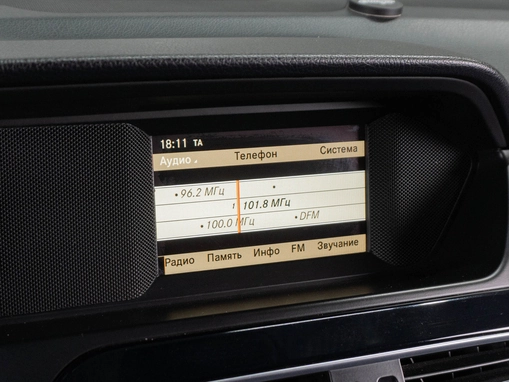 18:11 TA
Аудио Телефон Система
96.2 МГц
1 101.8 МГц
100.0 МГц DFM
Радио Память Инфо FM Звучание